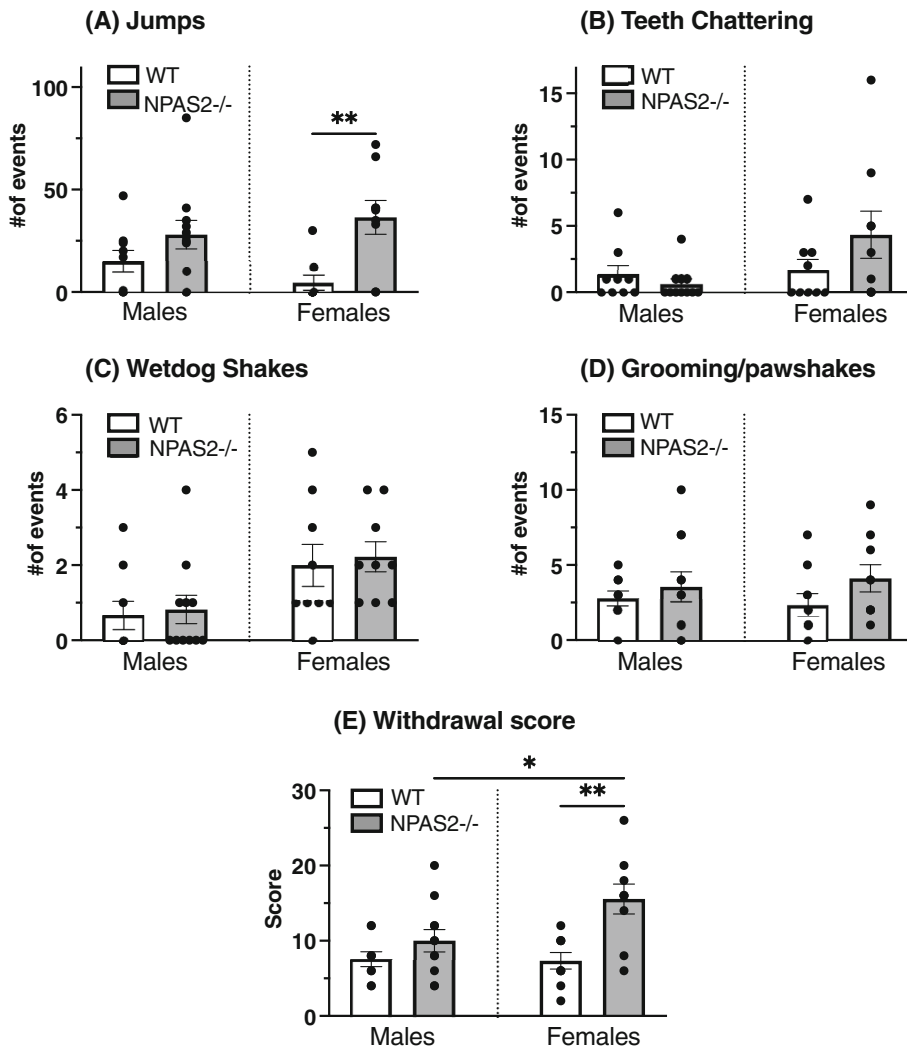 (A) Jumps
WT
NPAS2-/-
**
100
50
0
#of events
Males
Females
(B) Teeth Chattering
WT
NPAS2-/-
15
10
5
0
#of events
Males
Females
(C) Wetdog Shakes
WT
NPAS2-/-
6
4
2
0
#of events
Males
Females
(D) Grooming/pawshakes
WT
NPAS2-/-
15
10
5
0
#of events
Males
Females
(E) Withdrawal score
*
**
WT
NPAS2-/-
30
20
10
0
Score
Males
Females